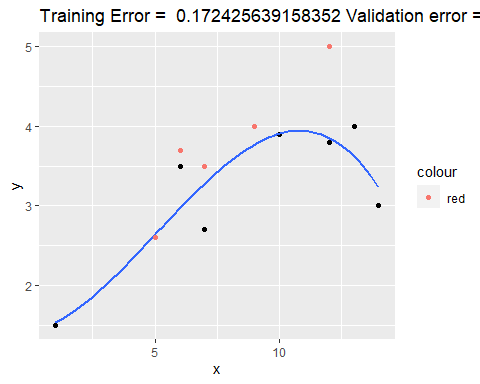 Training Error =  0.172425639158352 Validation error =
5
4
3
2
y
5
10
x
colour
red